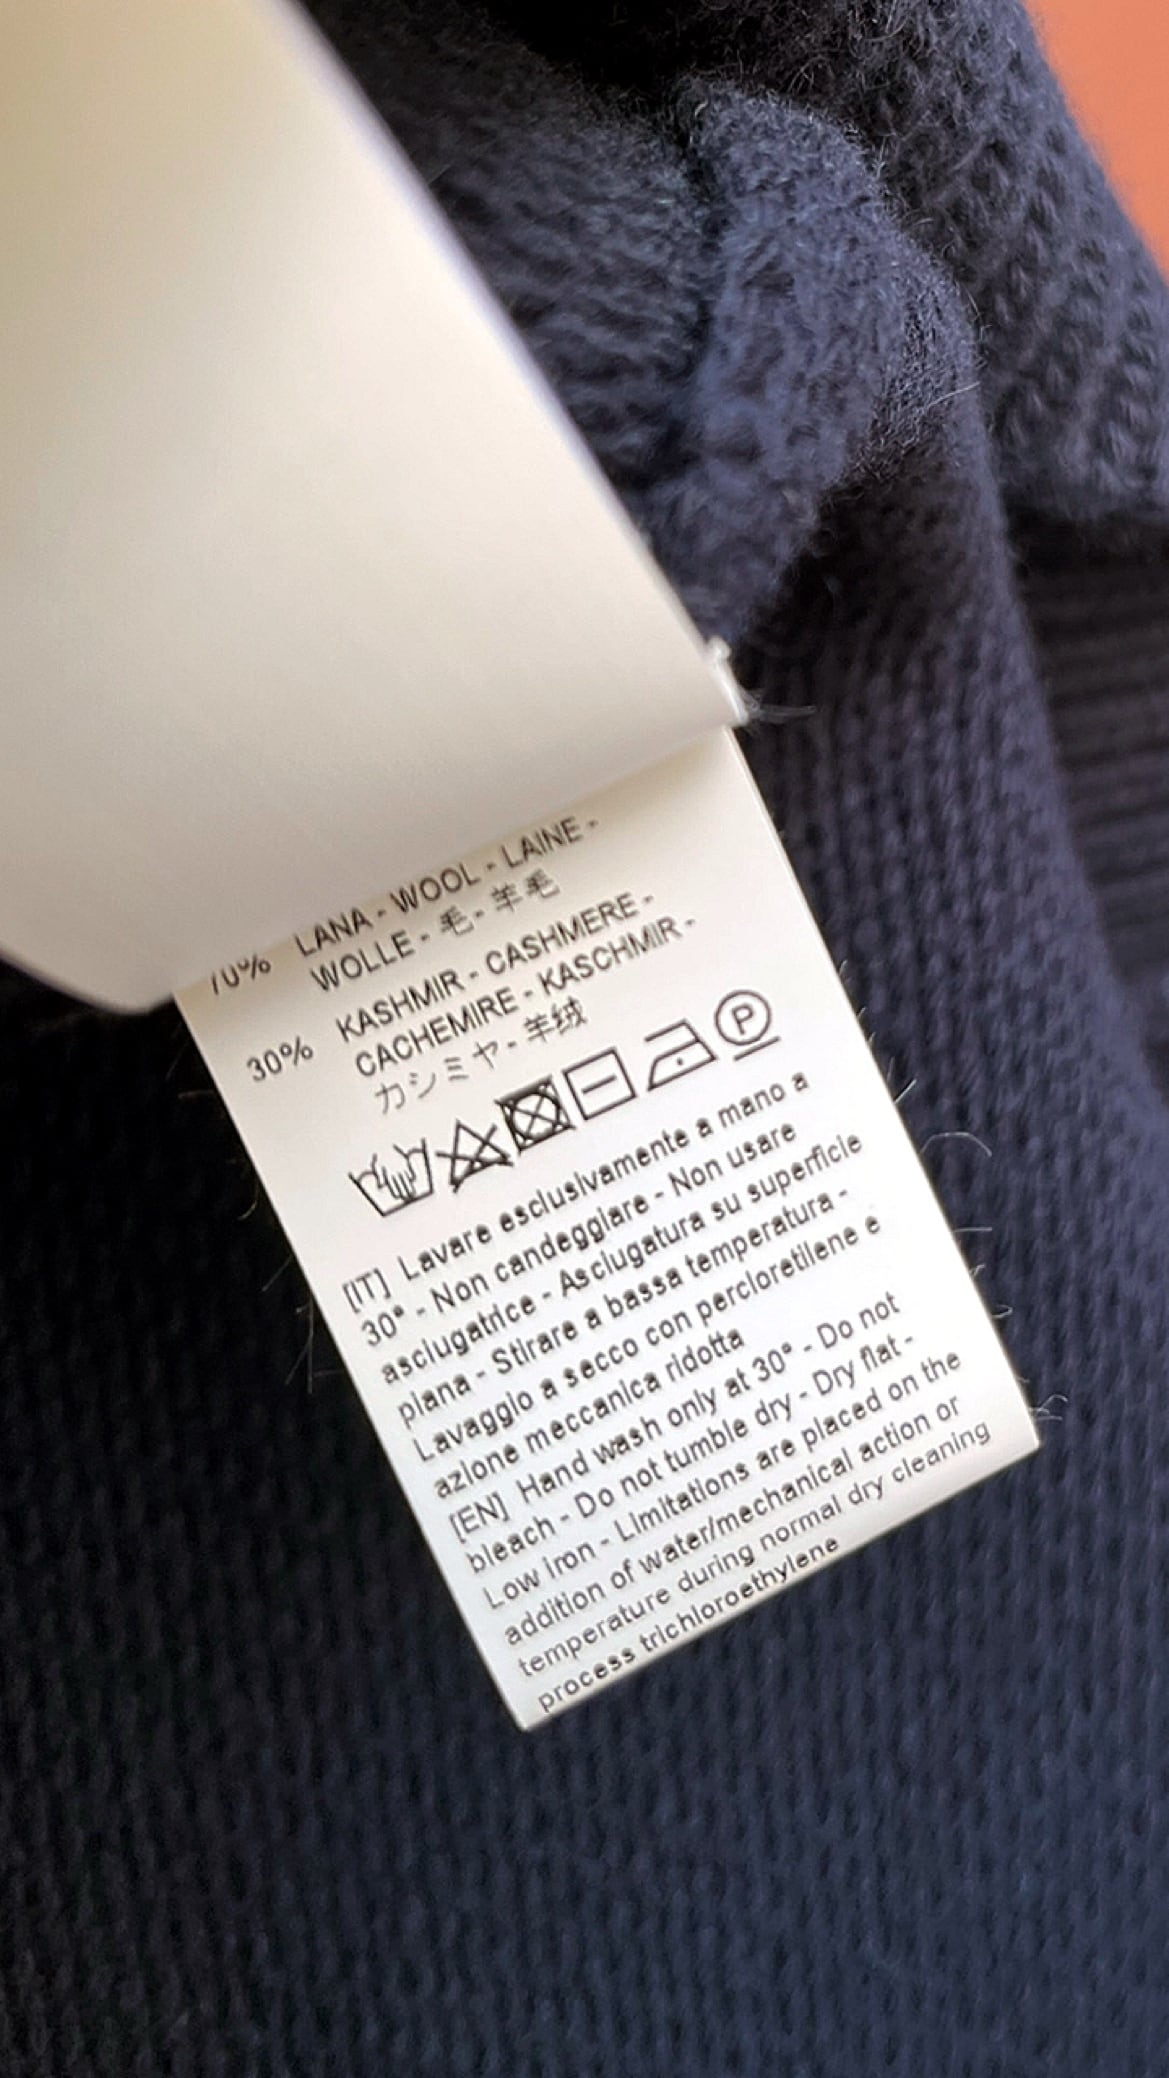 70% LANA - WOOL - LAINE -
WOLLE - 毛 - 羊毛
30% KASHMIR - CASHMERE -
CACHEMIRE - KASCHMIR -
カシミヤ - 羊绒
P
[IT] Lavare esclusivamente a mano a
30° - Non candeggiare - Non usare
asciugatrice - Asciugatura su superficie
piana - Stirare a bassa temperatura -
Lavaggio a secco con percloretilene e
azione meccanica ridotta
[EN] Hand wash only at 30° - Do not
bleach - Do not tumble dry - Dry flat -
Low iron - Limitations are placed on the
addition of water/mechanical action or
temperature during normal dry cleaning
process trichloroethylene